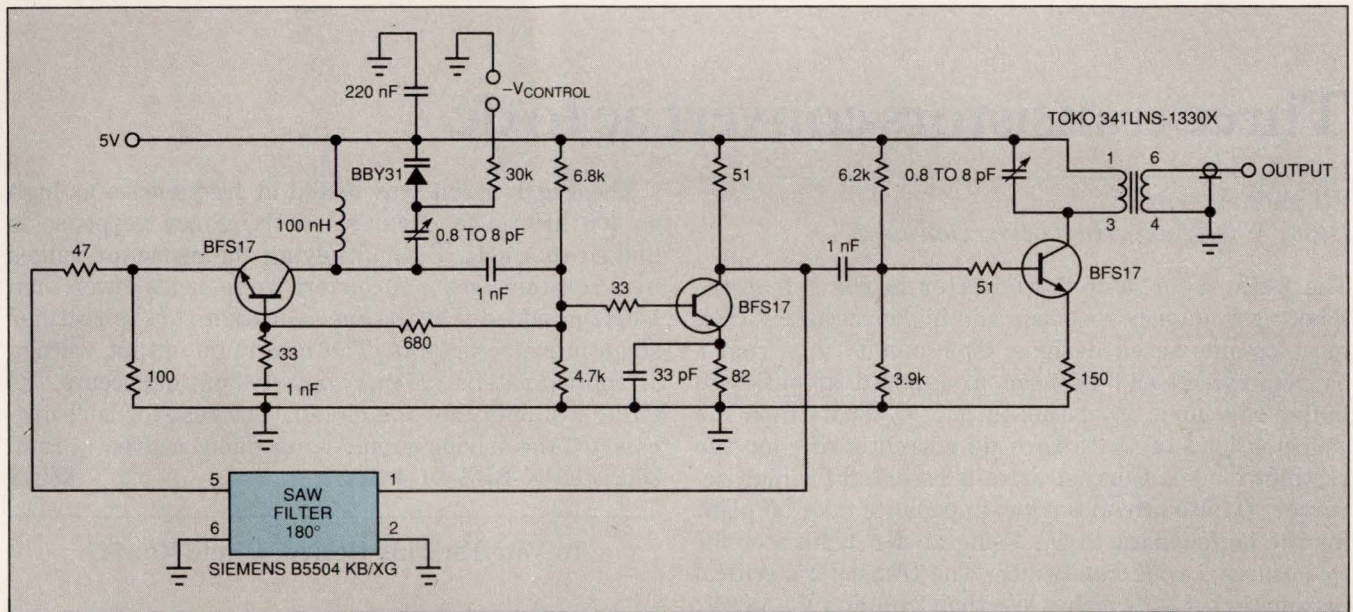 220 nF
–VCONTROL
5V
BBY31
30k
6.8k
51
6.2k
0.8 TO 8 pF
TOKO 341LNS-1330X
1
6
OUTPUT
3
4
100 nH
0.8 TO 8 pF
47
BFS17
1 nF
1 nF
33
BFS17
51
BFS17
680
33
100
1 nF
4.7k
33 pF
82
3.9k
150
5
SAW
FILTER
180°
1
6
2
SIEMENS B5504 KB/XG